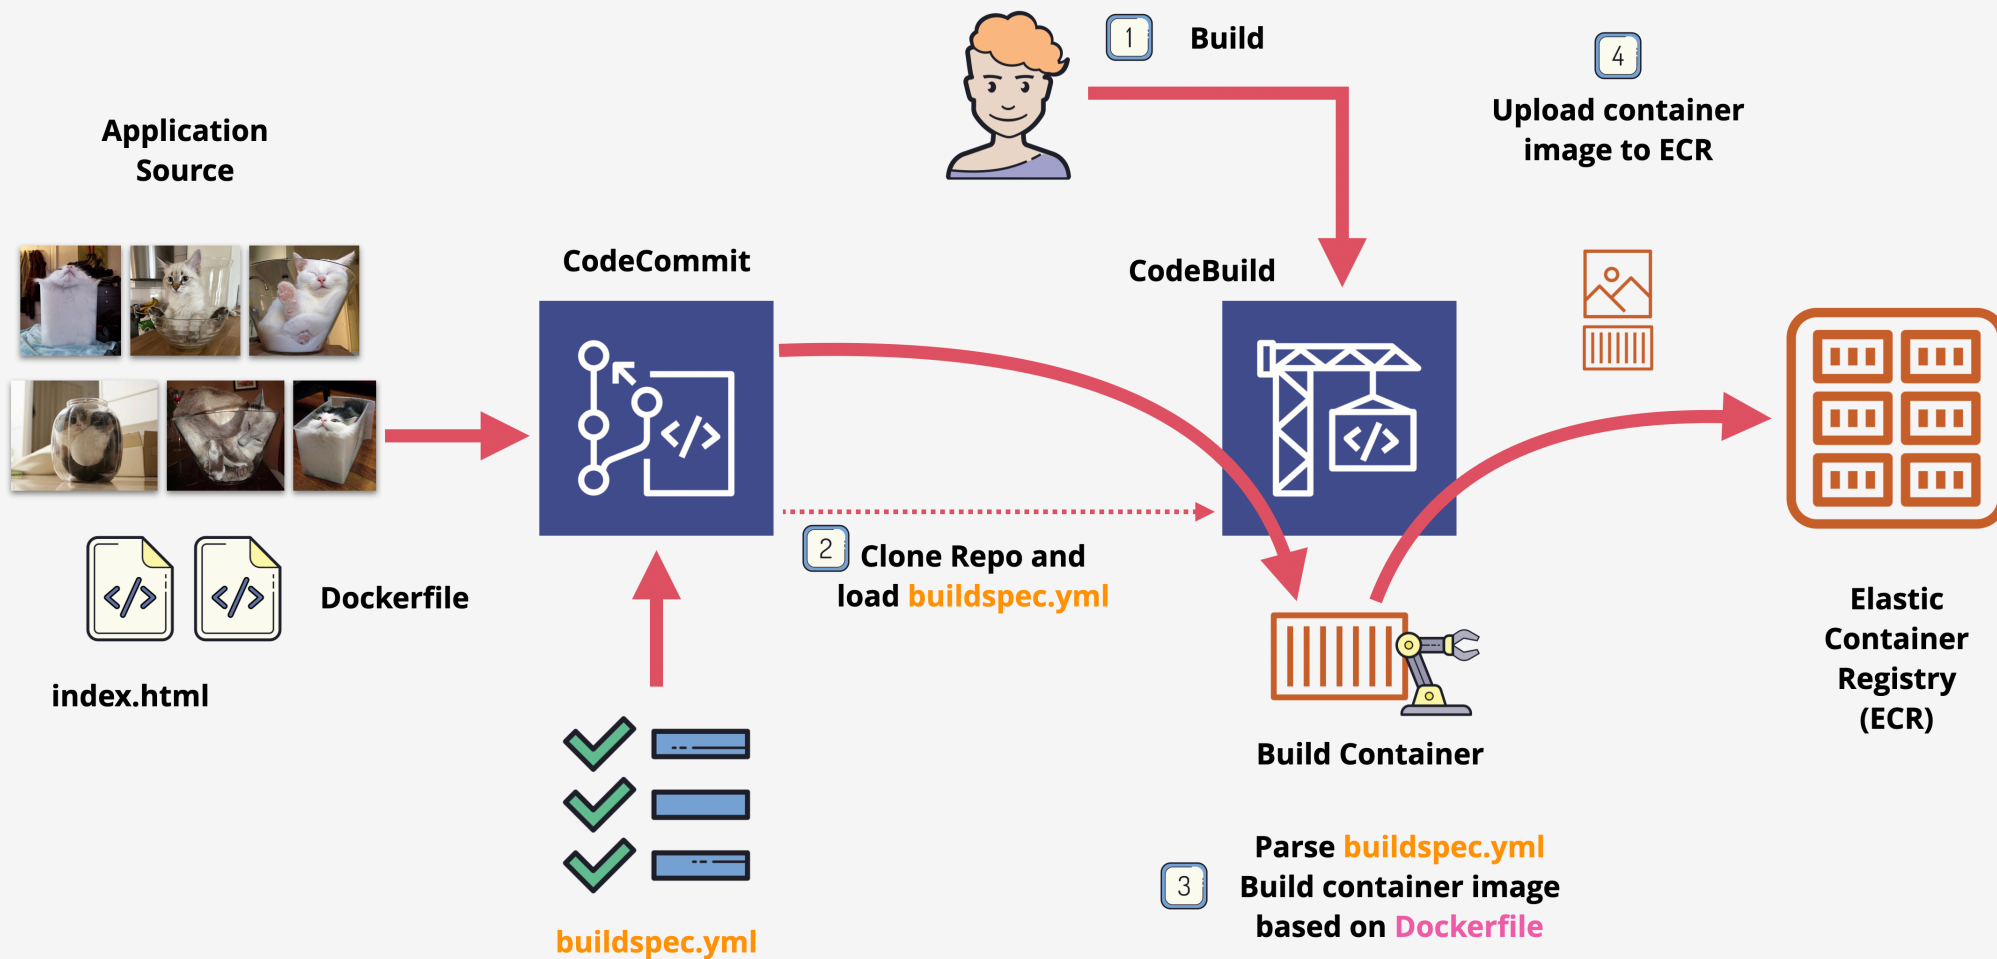 1
Build
4
Upload container
image to ECR
Application
Source
CodeCommit
CodeBuild
</>
</>
2
Clone Repo and
load buildspec.yml
</>
</>
Dockerfile
index.html
Elastic
Container
Registry
(ECR)
Build Container
3
Parse buildspec.yml
Build container image
based on Dockerfile
buildspec.yml